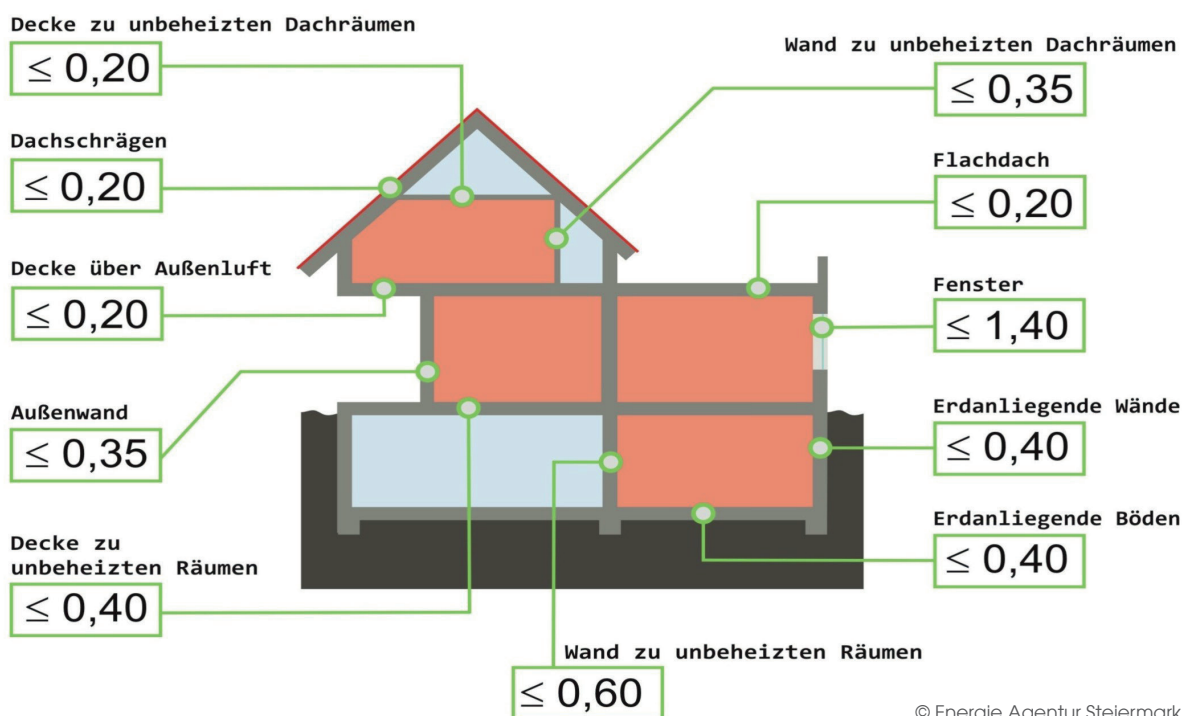 Decke zu unbeheizten Dachräumen
≤ 0,20
Dachschrägen
≤ 0,20
Decke über Außenluft
≤ 0,20
Außenwand
≤ 0,35
Decke zu
unbeheizten Räumen
≤ 0,40
Wand zu unbeheizten Dachräumen
≤ 0,35
Flachdach
≤ 0,20
Fenster
≤ 1,40
Erdanliegende Wände
≤ 0,40
Erdanliegende Böden
≤ 0,40
Wand zu unbeheizten Räumen
≤ 0,60
© Energie Agentur Steiermark